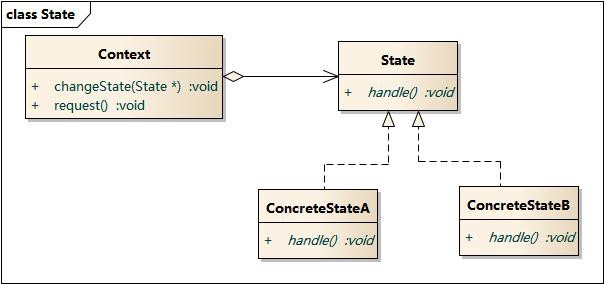 class State
Context
+ changeState(State *) :void
+ request() :void
State
+ handle() :void
ConcreteStateA
+ handle() :void
ConcreteStateB
+ handle() :void